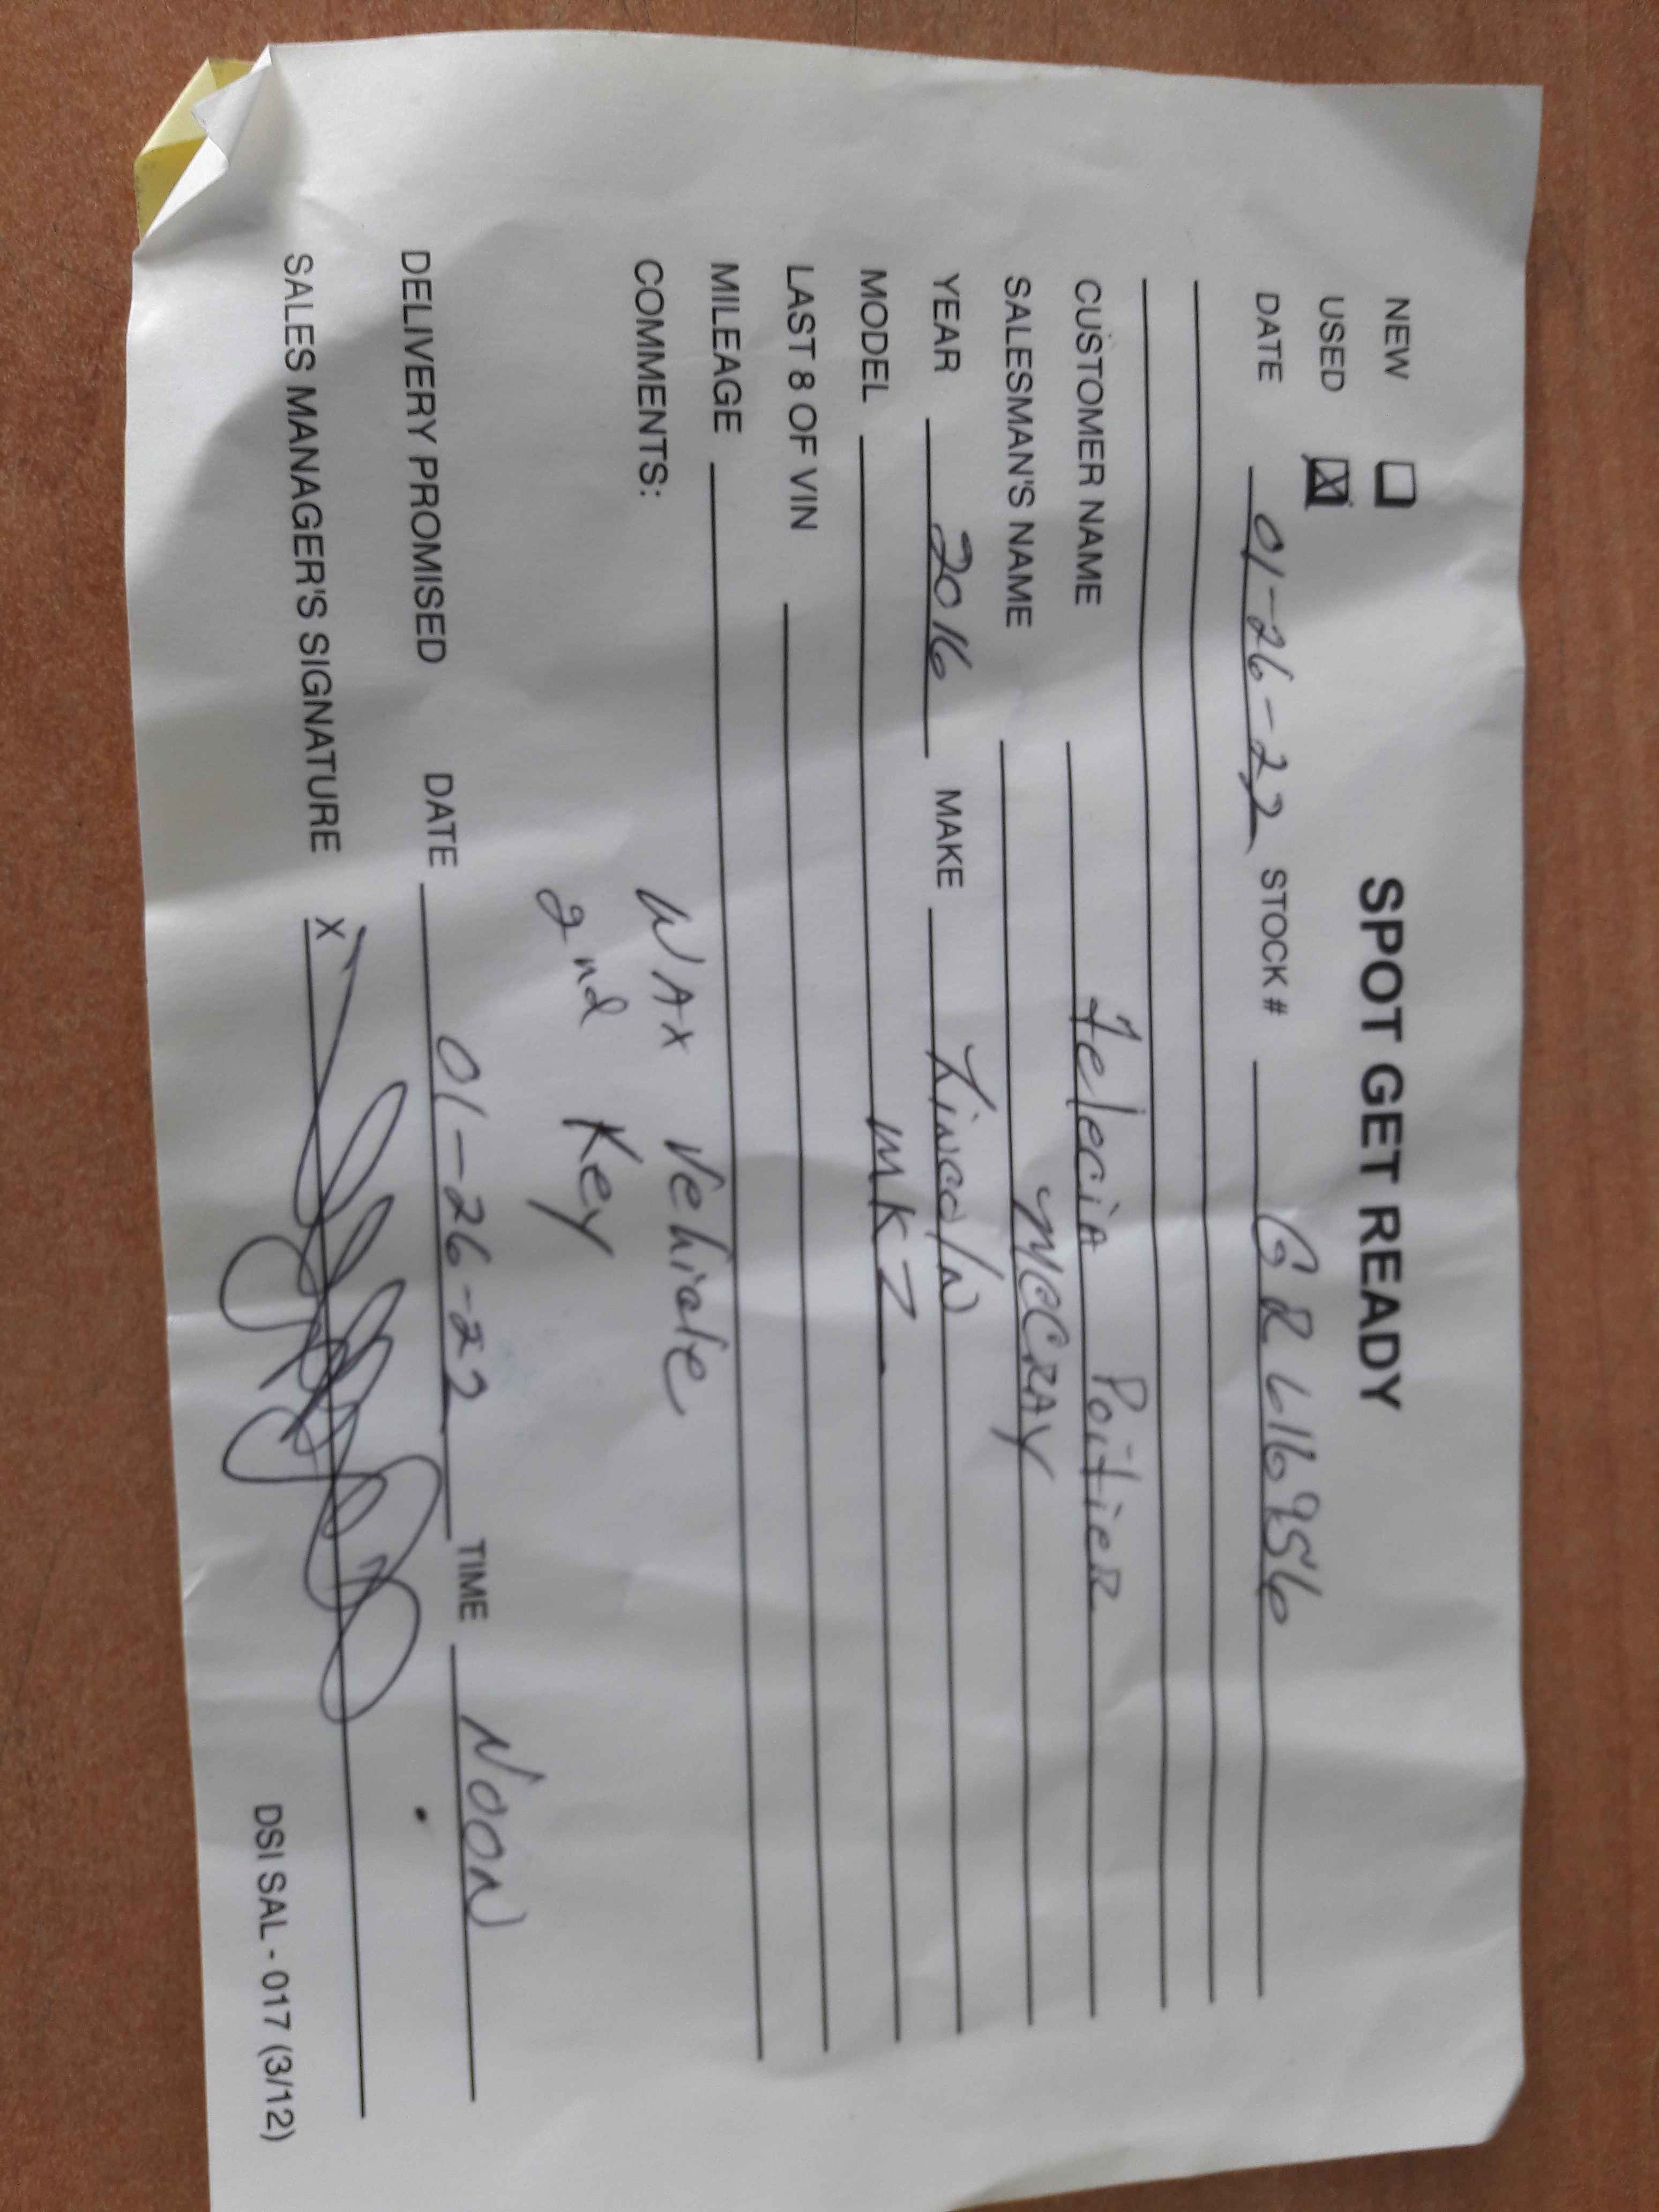 SPOT GET READY
NEW ☐
USED ☒
DATE 01-26-22 STOCK # GR616956
CUSTOMER NAME Felecia Poitier
SALESMAN'S NAME McCRAY
YEAR 2016 MAKE Lincoln
MODEL MKZ
LAST 8 OF VIN
MILEAGE
COMMENTS:
WAX Vehicle
2nd Key
DELIVERY PROMISED DATE 01-26-22 TIME NOON
SALES MANAGER'S SIGNATURE X
DSI SAL - 017 (3/12)